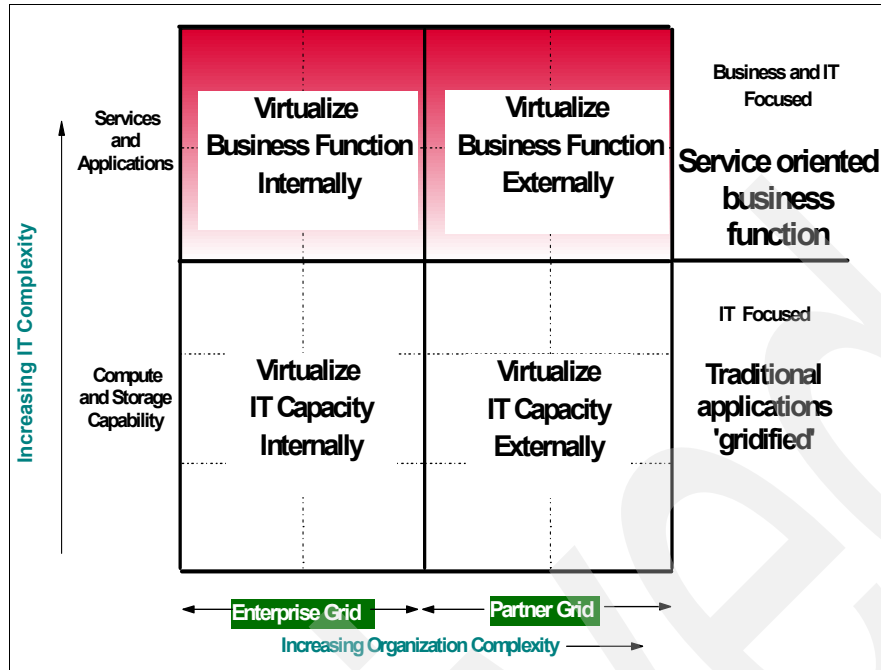 Services
and
Applications
Virtualize
Business Function
Internally
Virtualize
Business Function
Externally
Business and IT
Focused
Service oriented
business
function
Increasing IT Complexity
Compute
and Storage
Capability
Virtualize
IT Capacity
Internally
Virtualize
IT Capacity
Externally
IT Focused
Traditional
applications
'gridified'
Enterprise Grid
Partner Grid
Increasing Organization Complexity